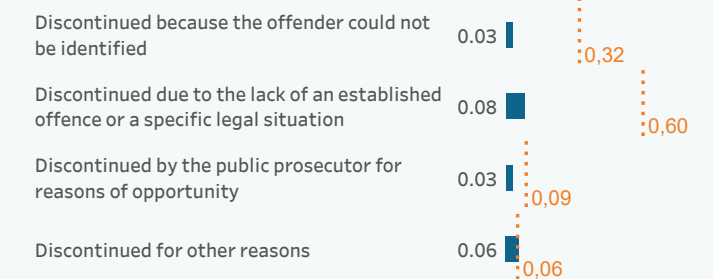 Discontinued because the offender could not
be identified
0.03
0,32
Discontinued due to the lack of an established
offence or a specific legal situation
0.08
0,60
Discontinued by the public prosecutor for
reasons of opportunity
0.03
0,09
Discontinued for other reasons
0.06
0,06